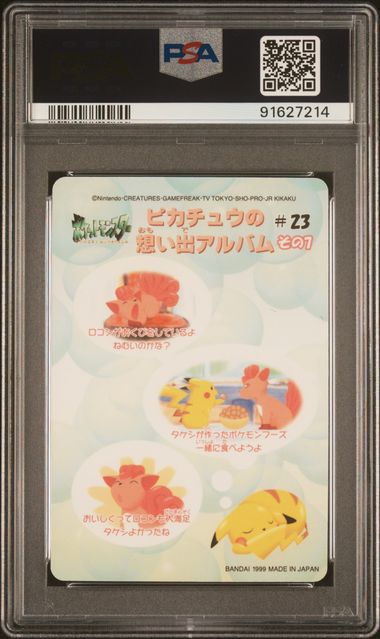 PSA
91627214
©Nintendo・CREATURES・GAMEFREAK・TV TOKYO・SHO-PRO・JR KIKAKU
ポケットモンスター
ピカチュウの #23
想い出アルバム その1
ロコンがあくびをしているよ
ねむいのかな?
タケシが作ったポケモンフーズ
一緒に食べようよ
おいしくってロコンも大満足
タケシよかったね
BANDAI 1999 MADE IN JAPAN